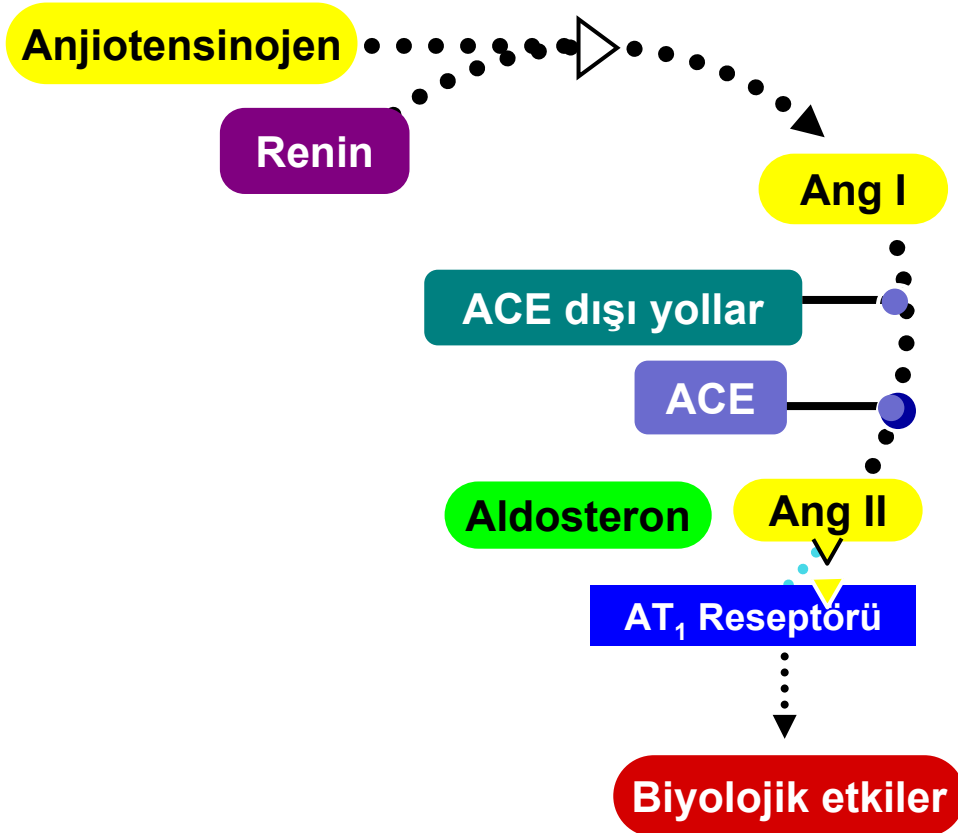 Anjiotensinojen
Renin
Ang I
ACE dışı yollar
ACE
Aldosteron
Ang II
AT₁ Reseptörü
Biyolojik etkiler